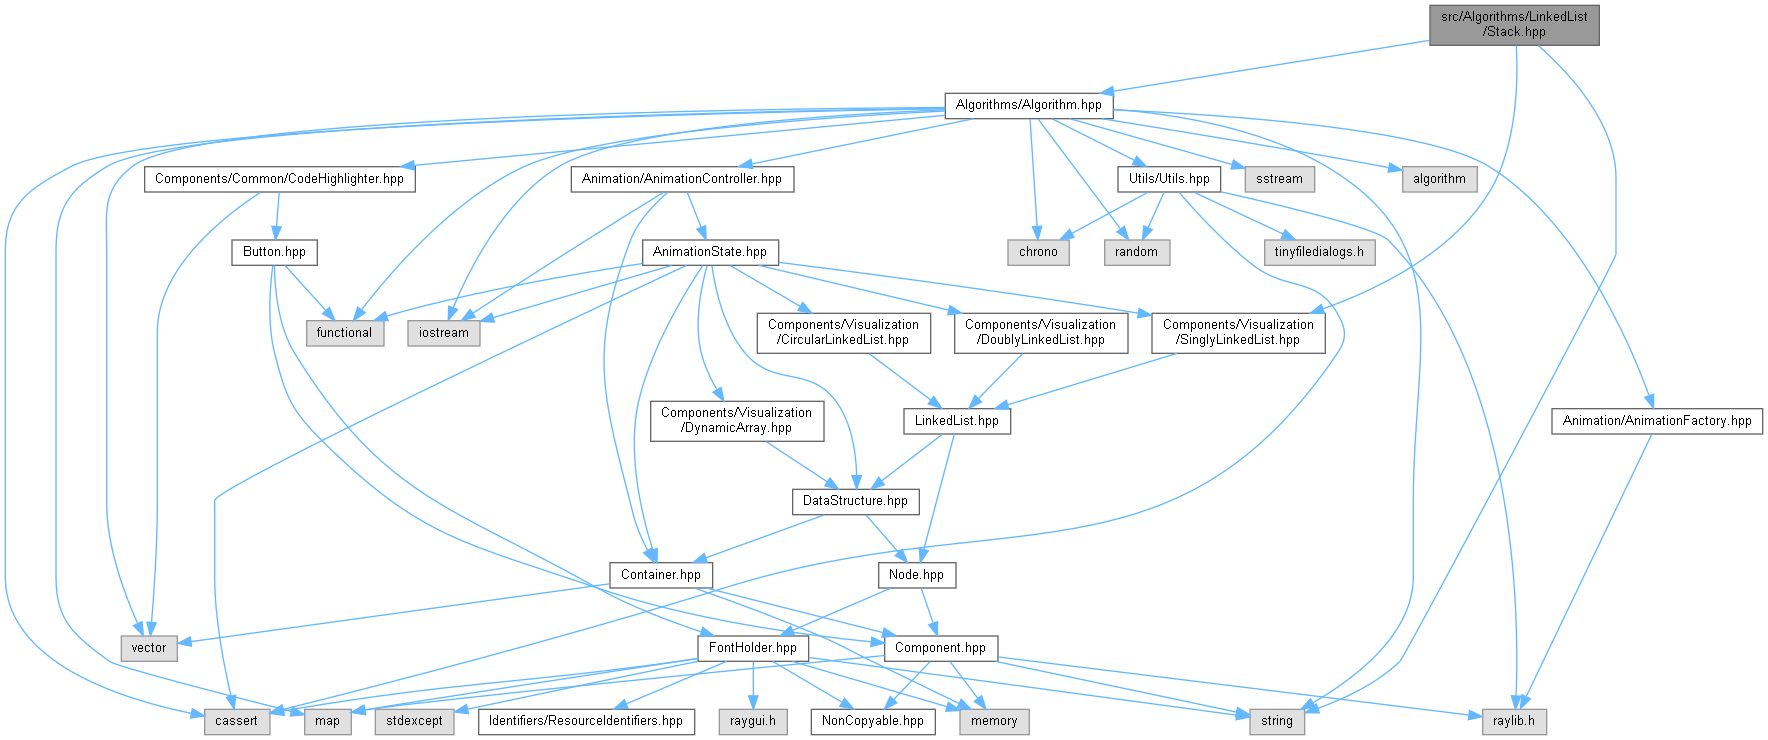 src/Algorithms/LinkedList
/Stack.hpp
Algorithms/Algorithm.hpp
Components/Common/CodeHighlighter.hpp
Animation/AnimationController.hpp
Utils/Utils.hpp
sstream
algorithm
Button.hpp
AnimationState.hpp
chrono
random
tinyfiledialogs.h
functional
iostream
Components/Visualization
/CircularLinkedList.hpp
Components/Visualization
/DoublyLinkedList.hpp
Components/Visualization
/SinglyLinkedList.hpp
Components/Visualization
/DynamicArray.hpp
LinkedList.hpp
Animation/AnimationFactory.hpp
DataStructure.hpp
Container.hpp
Node.hpp
vector
FontHolder.hpp
Component.hpp
cassert
map
stdexcept
Identifiers/ResourceIdentifiers.hpp
raygui.h
NonCopyable.hpp
memory
string
raylib.h